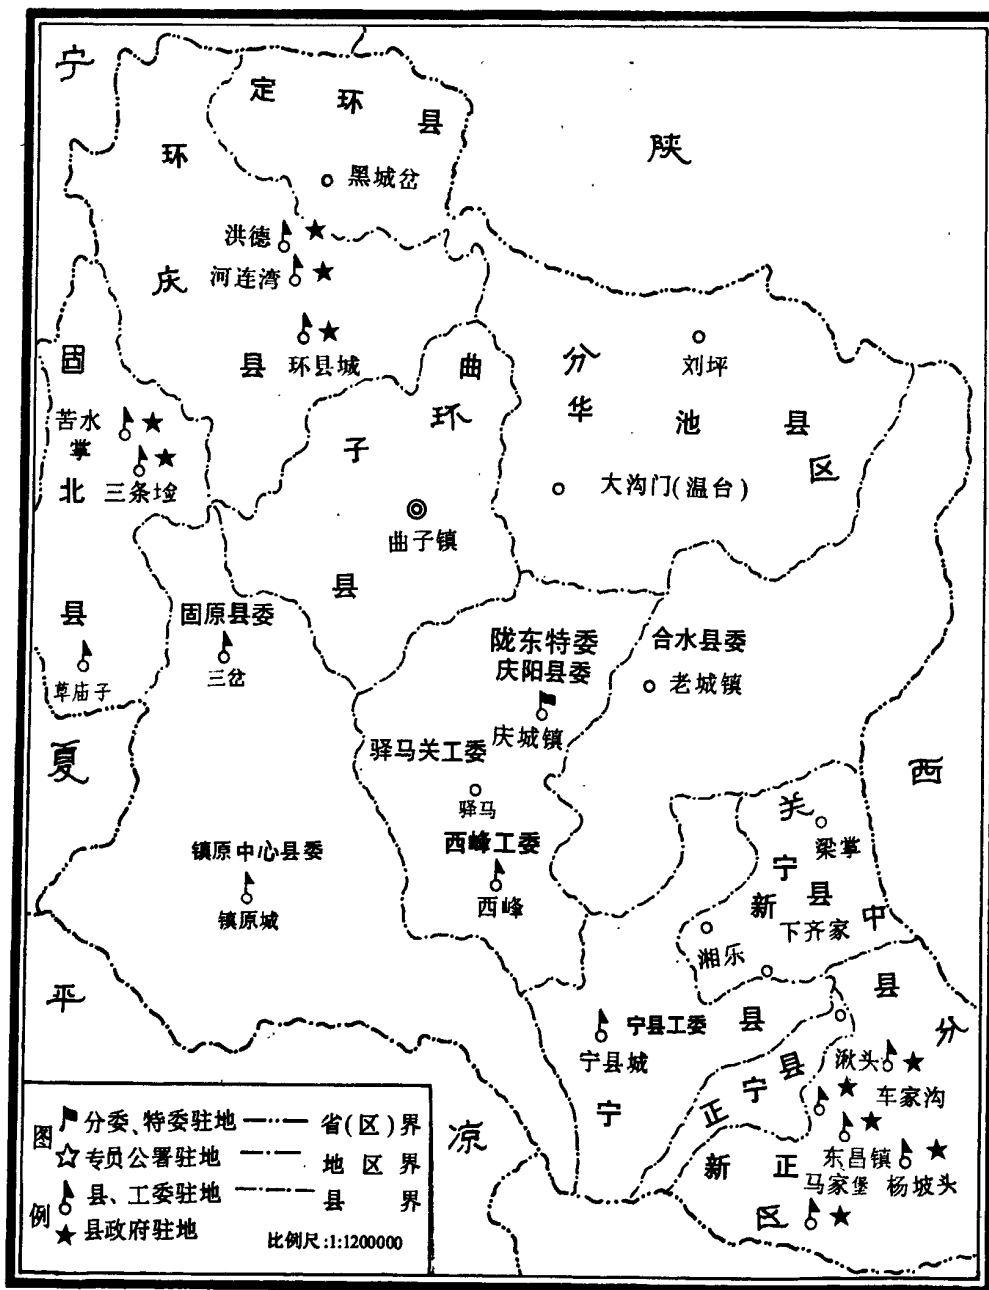 宁
定环县
陕
环
黑城岔
洪德
河连湾
庆
县
环县城
固
曲
分
刘坪
苦水
掌
环
华池县
子
区
北
三条埝
大沟门(温台)
曲子镇
县
县
固原县委
三岔
陇东特委
庆阳县委
合水县委
老城镇
草庙子
庆城镇
夏
驿马关工委
西
驿马
关
梁掌
镇原中心县委
西峰工委
宁
县
镇原城
西峰
新
中
下齐家
湘乐
平
县
宁县工委
县
分
宁县城
湫头
县
宁
正
车家沟
宁
凉
东昌镇
新正
马家堡
杨坡头
区
图例
分委、特委驻地
省(区)界
专员公署驻地
地区界
县、工委驻地
县界
县政府驻地
比例尺:1:1200000